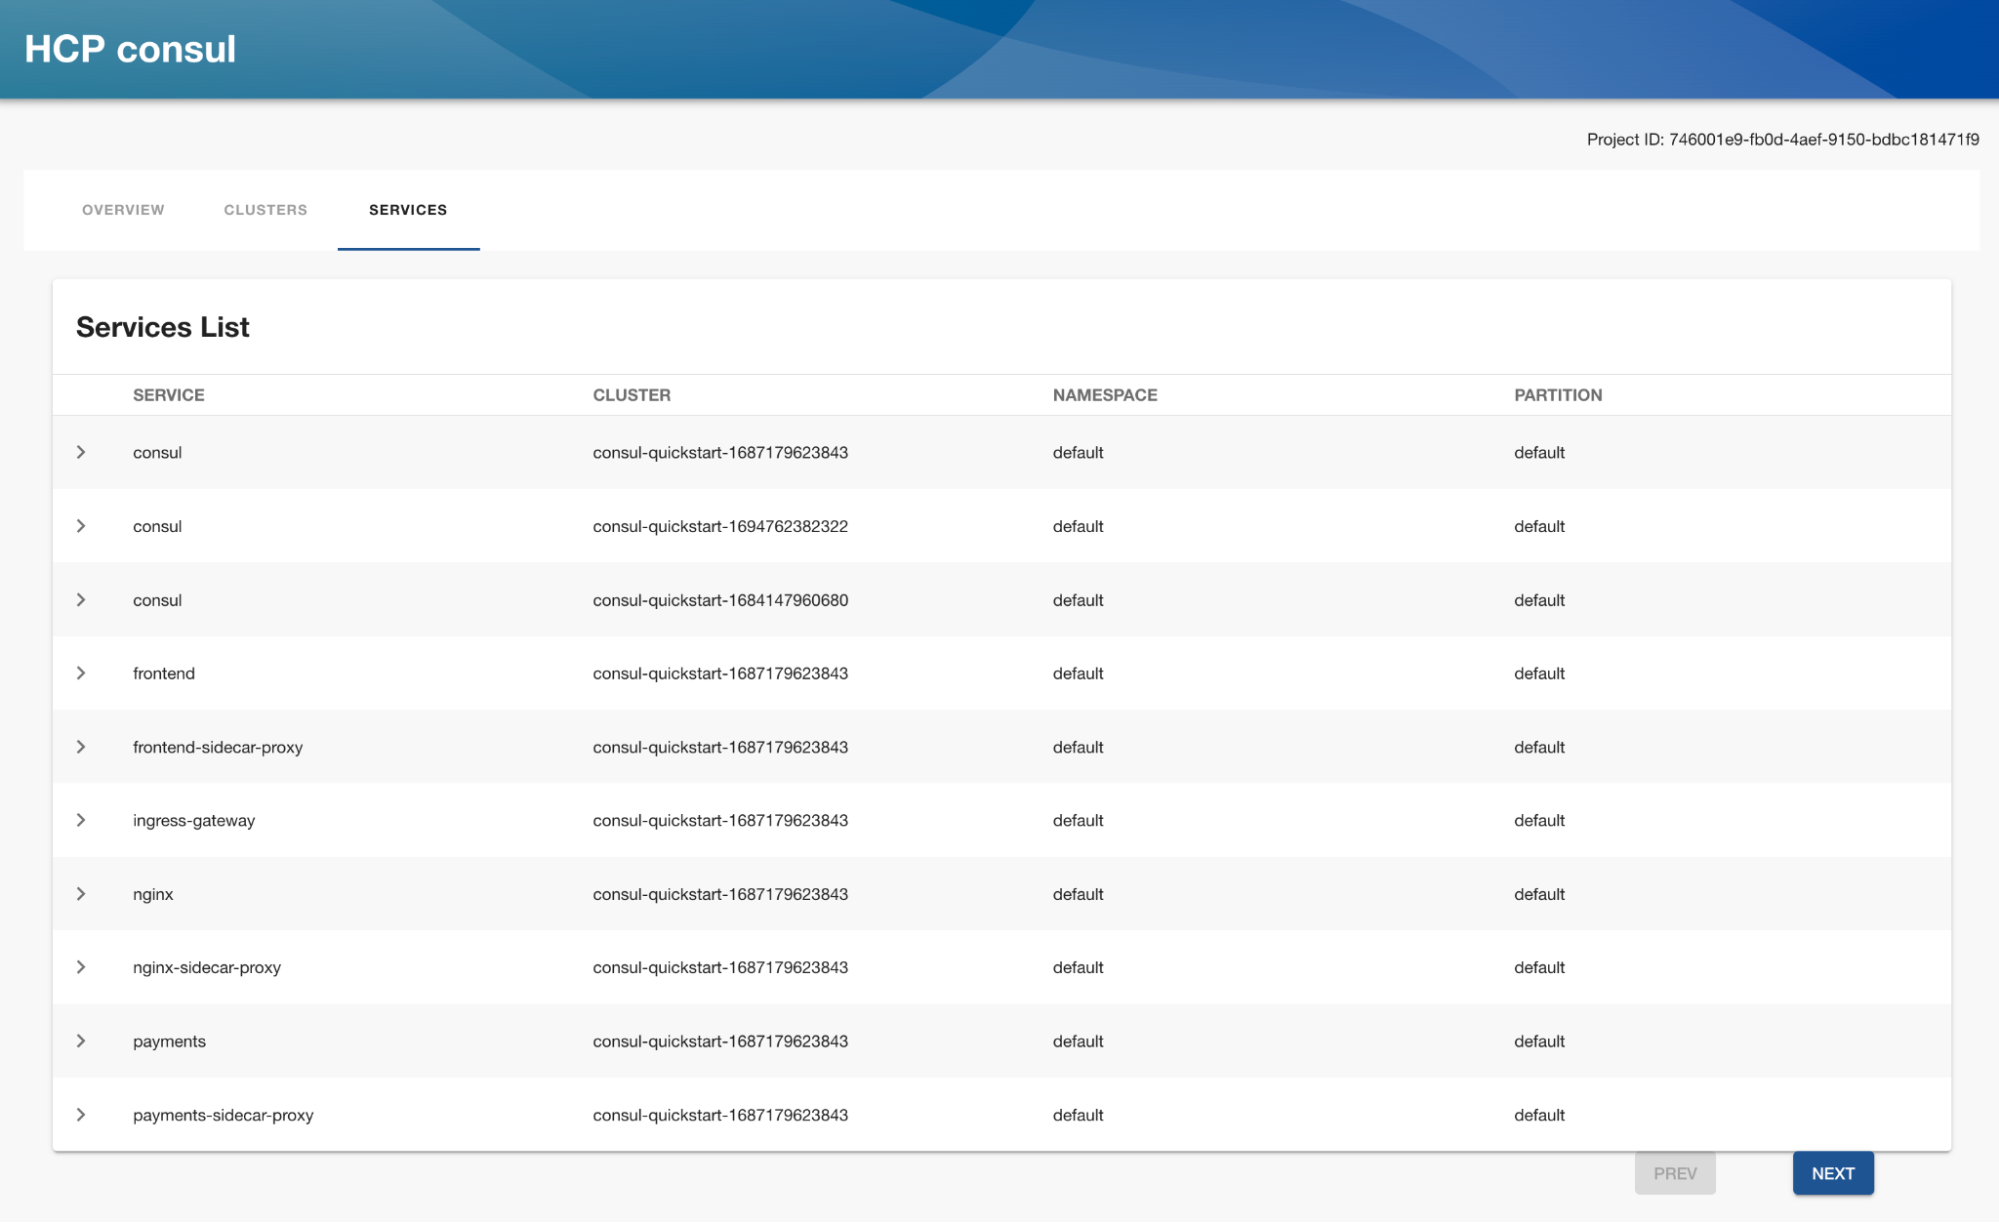 HCP consul
Project ID: 746001e9-fb0d-4aef-9150-bdbc181471f9
OVERVIEW CLUSTERS SERVICES
Services List
SERVICE CLUSTER NAMESPACE PARTITION
consul consul-quickstart-1687179623843 default default
consul consul-quickstart-1694762382322 default default
consul consul-quickstart-1684147960680 default default
frontend consul-quickstart-1687179623843 default default
frontend-sidecar-proxy consul-quickstart-1687179623843 default default
ingress-gateway consul-quickstart-1687179623843 default default
nginx consul-quickstart-1687179623843 default default
nginx-sidecar-proxy consul-quickstart-1687179623843 default default
payments consul-quickstart-1687179623843 default default
payments-sidecar-proxy consul-quickstart-1687179623843 default default
PREV NEXT